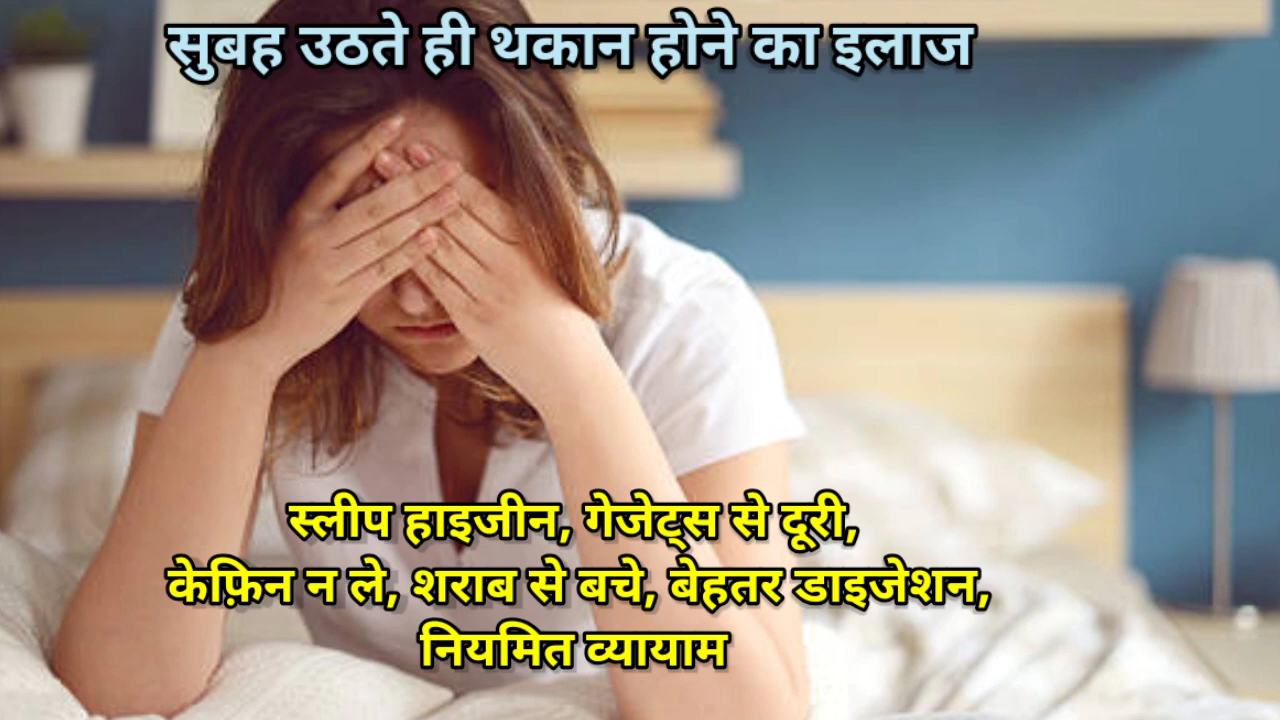 सुबह उठते ही थकान होने का इलाज
स्लीप हाइजीन, गेजेट्स से दूरी,
केफ़िन न ले, शराब से बचे, बेहतर डाइजेशन,
नियमित व्यायाम